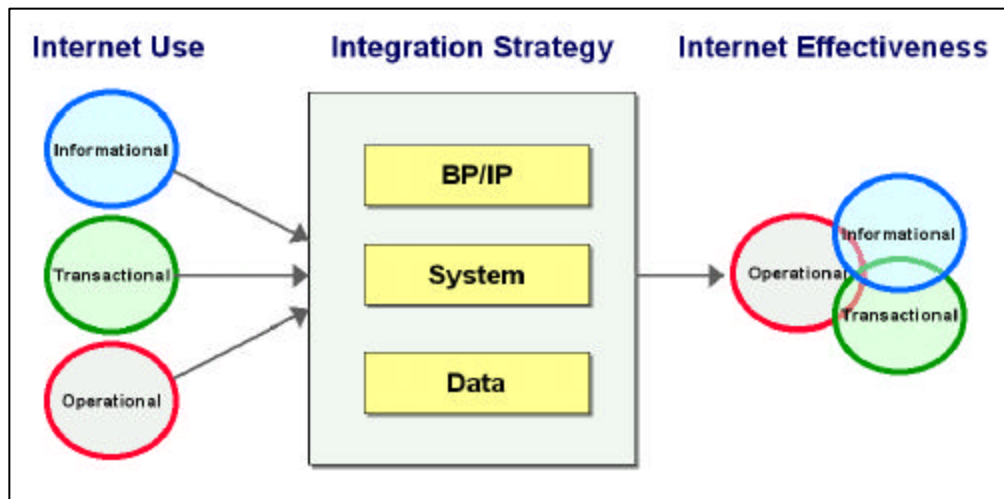 Internet Use
Integration Strategy
Internet Effectiveness
Informational
Transactional
Operational
BP/IP
System
Data
Informational
Operational
Transactional